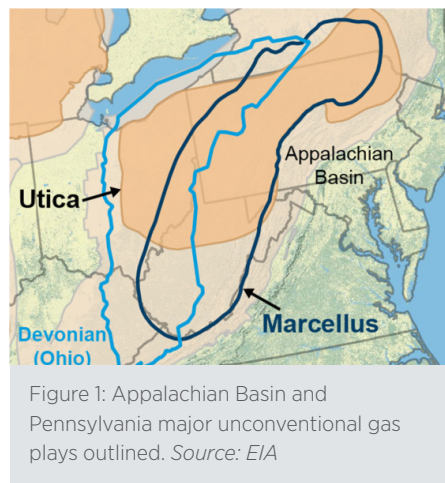 Appalachian
Basin
Utica
Marcellus
Devonian
(Ohio)
Figure 1: Appalachian Basin and
Pennsylvania major unconventional gas
plays outlined. Source: EIA